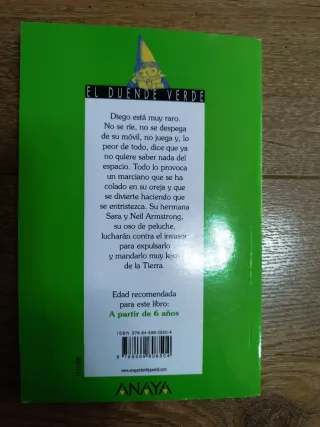 EL DUENDE VERDE
Diego está muy raro.
No se ríe, no se despega
de su móvil, no juega y, lo
peor de todo, dice que ya
no quiere saber nada del
espacio. Todo lo provoca
un marciano que se ha
colado en su oreja y que
se divierte haciendo que
se entristezca. Su hermana
Sara y Neil Armstrong,
su oso de peluche,
lucharán contra el invasor
para expulsarlo
y mandarlo muy lejos
de la Tierra.
Edad recomendada
para este libro:
A partir de 6 años
ANAYA